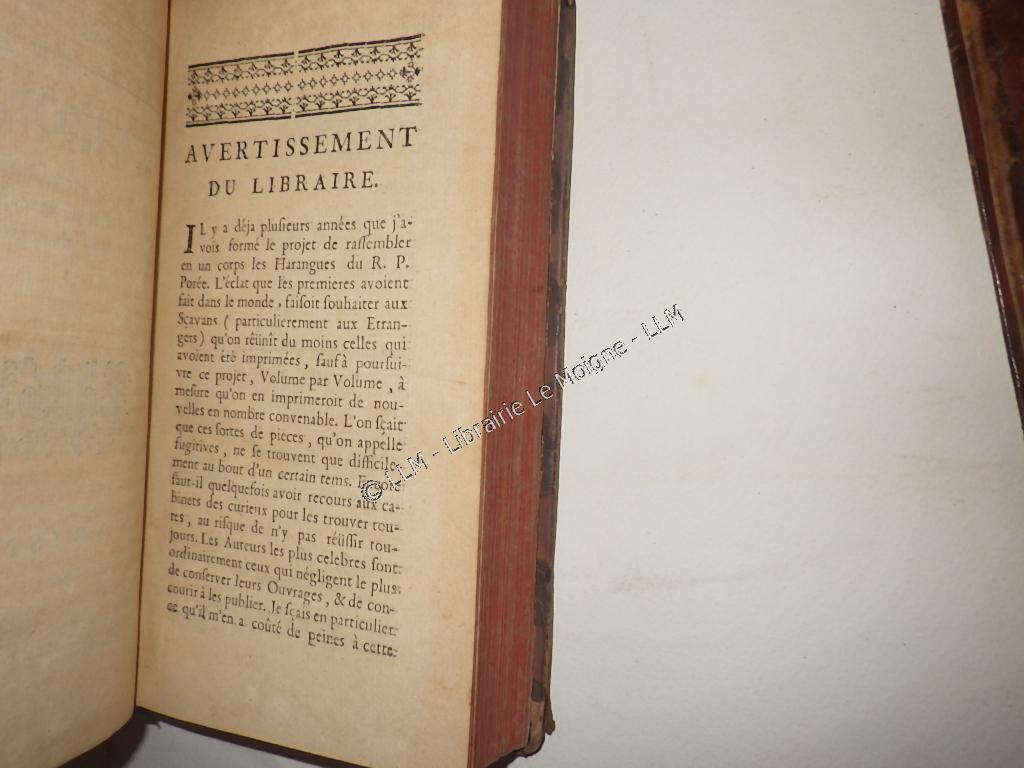 AVERTISSEMENT
DU LIBRAIRE.
IL y a déja plusieurs années que j'a-
vois formé le projet de rassembler
en un corps les Harangues du R. P.
Porée. L'éclat que les premieres avoient
fait dans le monde, faisoit souhaiter aux
Sçavans ( particulierement aux Etran-
gers) qu'on réünît du moins celles qui
avoient été imprimées, sauf à poursui-
vre ce projet, Volume par Volume, à
mesure qu'on en imprimeroit de nou-
velles en nombre convenable. L'on sçait
que ces sortes de pieces, qu'on appelle
fugitives, ne se trouvent que difficile-
ment au bout d'un certain tems. Encore
faut-il quelquefois avoir recours aux ca-
binets des curieux pour les trouver tou-
tes, au risque de n'y pas réüssir tou-
jours. Les Auteurs les plus celebres sont
ordinairement ceux qui négligent le plus
de conserver leurs Ouvrages, & de con-
courir à les publier. Je sçais en particulier
ce qu'il m'en a coûté de peines à cette
© LLM - Librairie Le Moigne - LLM